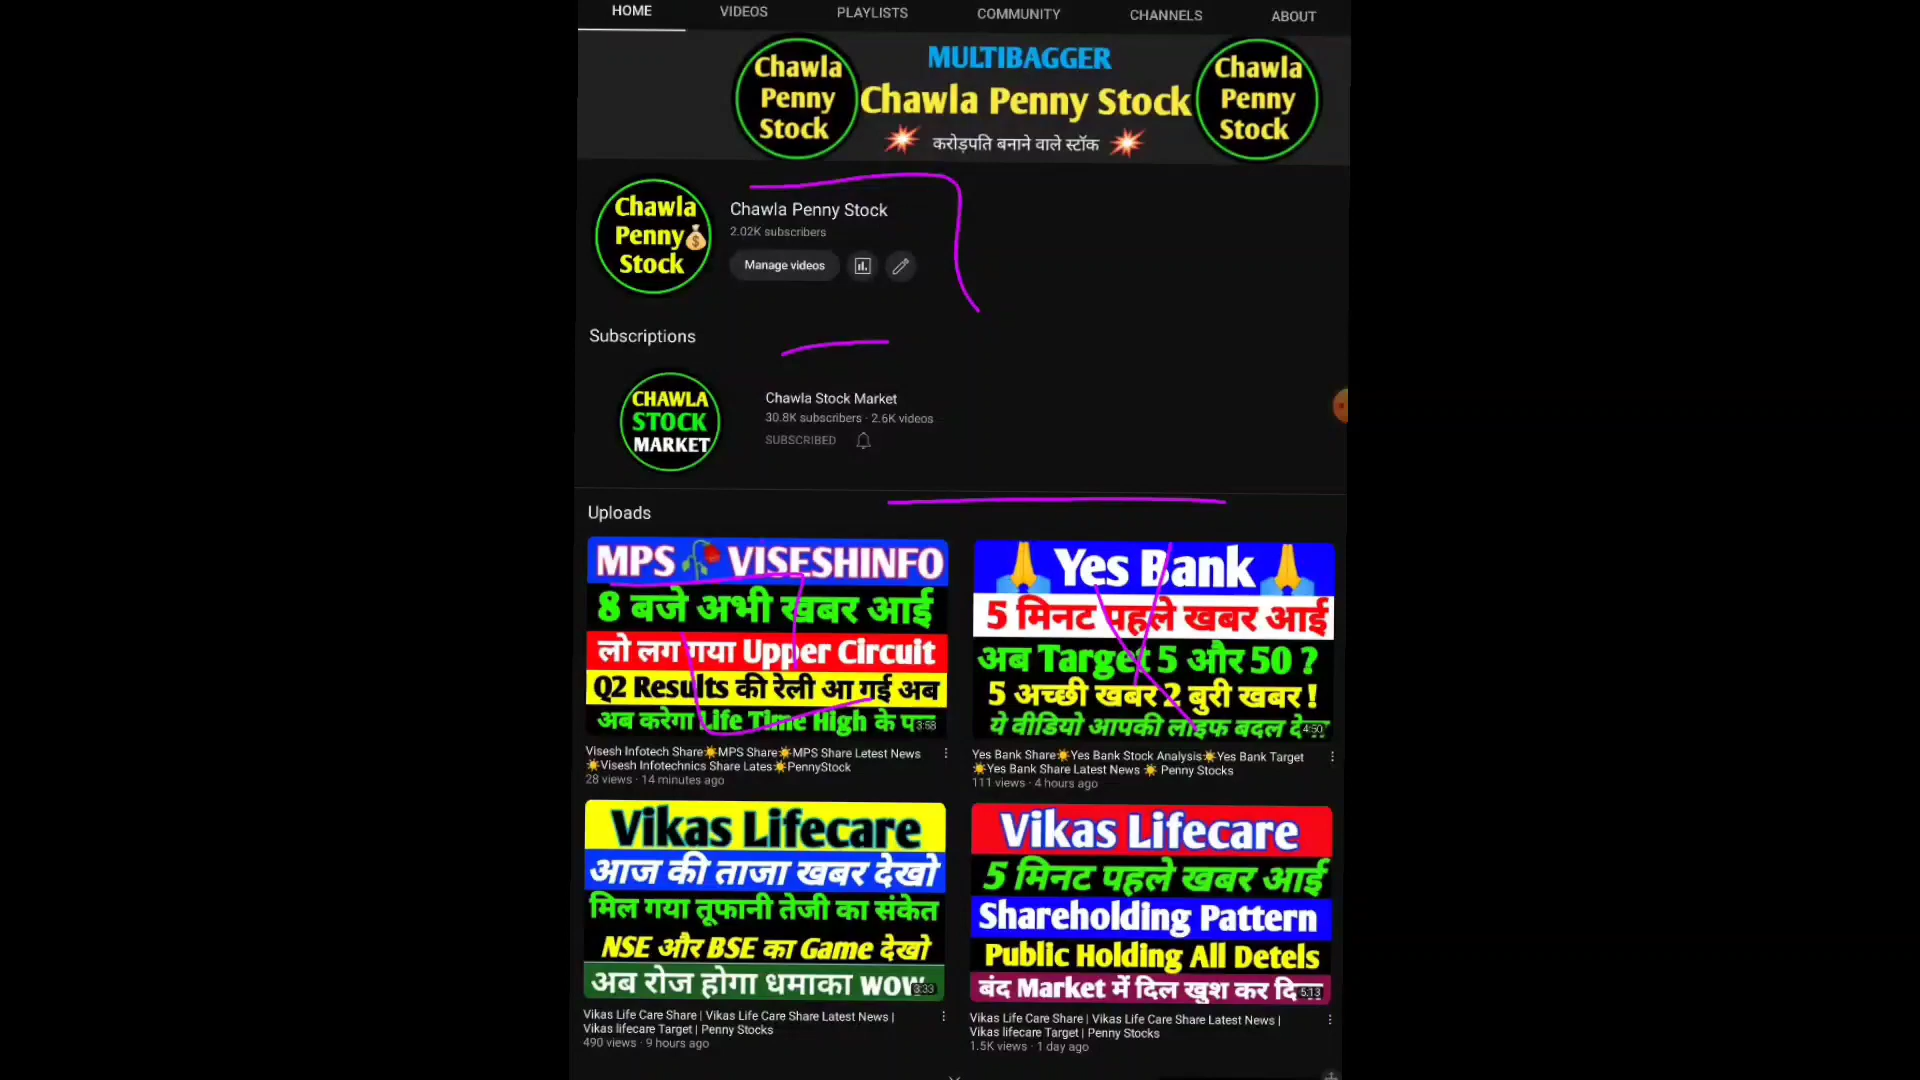 HOME VIDEOS PLAYLISTS COMMUNITY CHANNELS ABOUT
Chawla
Penny
Stock
MULTIBAGGER
Chawla Penny Stock
करोड़पति बनाने वाले स्टॉक
Chawla
Penny
Stock
Chawla
Penny
Stock
Chawla Penny Stock
2.02K subscribers
Manage videos
Subscriptions
CHAWLA
STOCK
MARKET
Chawla Stock Market
30.8K subscribers · 2.6K videos
SUBSCRIBED
Uploads
MPS VISESHINFO
8 बजे अभी खबर आई
लो लग गया Upper Circuit
Q2 Results की रेली आ गई अब
अब करेगा Life Time High के
3:58
Visesh Infotech Share☀MPS Share☀MPS Share Letest News
☀Visesh Infotechnics Share Lates☀PennyStock
28 views · 14 minutes ago
Yes Bank
5 मिनट पहले खबर आई
अब Target 5 और 50 ?
5 अच्छी खबर 2 बुरी खबर !
ये वीडियो आपकी लाइफ बदल
4:50
Yes Bank Share☀Yes Bank Stock Analysis☀Yes Bank Target
☀Yes Bank Share Latest News ☀ Penny Stocks
111 views · 4 hours ago
Vikas Lifecare
आज की ताजा खबर देखो
मिल गया तूफानी तेजी का संकेत
NSE और BSE का Game देखो
अब रोज होगा धमाका WOW
3:33
Vikas Life Care Share | Vikas Life Care Share Latest News |
Vikas lifecare Target | Penny Stocks
490 views · 9 hours ago
Vikas Lifecare
5 मिनट पहले खबर आई
Shareholding Pattern
Public Holding All Detels
बंद Market में दिल खुश कर
5:13
Vikas Life Care Share | Vikas Life Care Share Latest News |
Vikas lifecare Target | Penny Stocks
1.5K views · 1 day ago